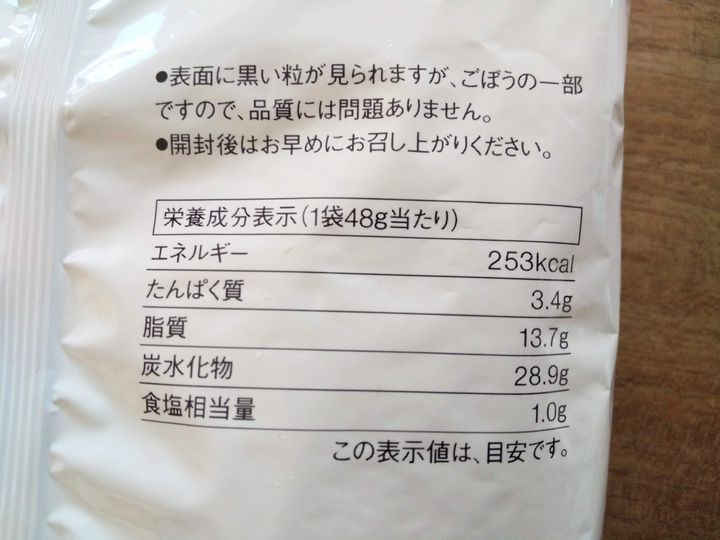 ●表面に黒い粒が見られますが、ごぼうの一部
ですので、品質には問題ありません。
●開封後はお早めにお召し上がりください。
栄養成分表示(1袋48g当たり)
エネルギー 253kcal
たんぱく質 3.4g
脂質 13.7g
炭水化物 28.9g
食塩相当量 1.0g
この表示値は、目安です。